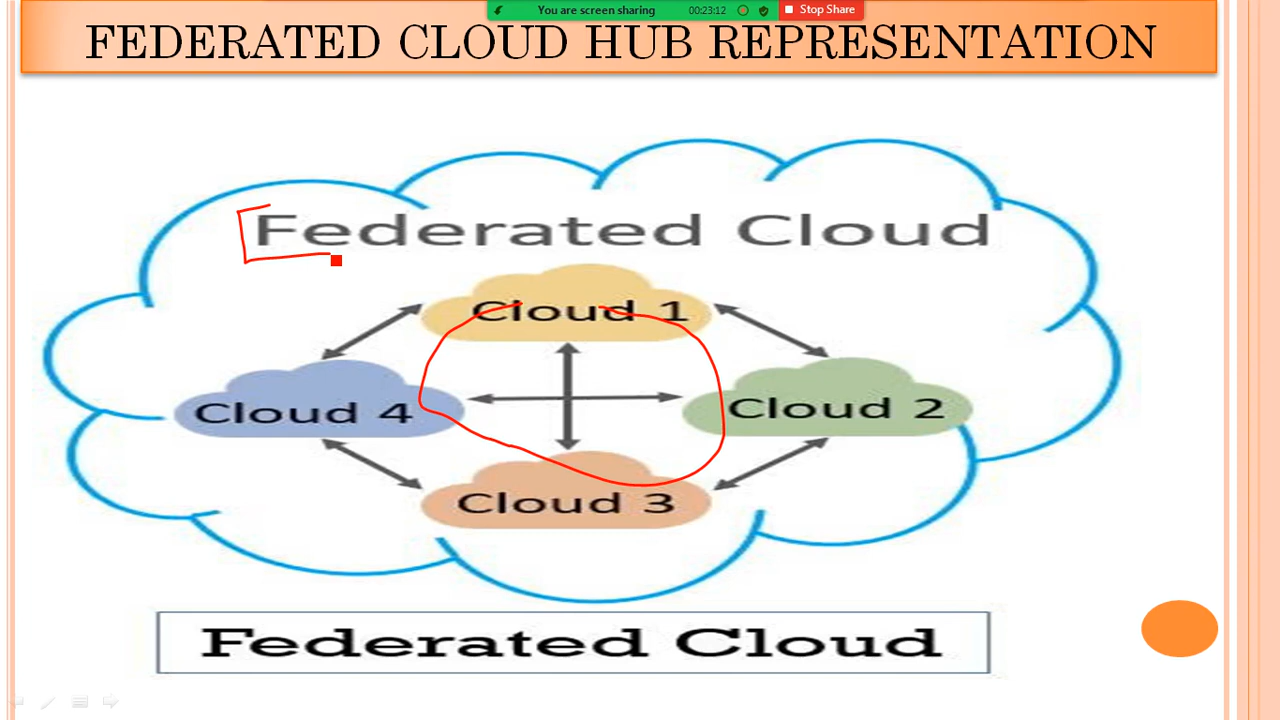 You are screen sharing 00:23:12 Stop Share
FEDERATED CLOUD HUB REPRESENTATION
Federated Cloud
Cloud 1
Cloud 4
Cloud 2
Cloud 3
Federated Cloud